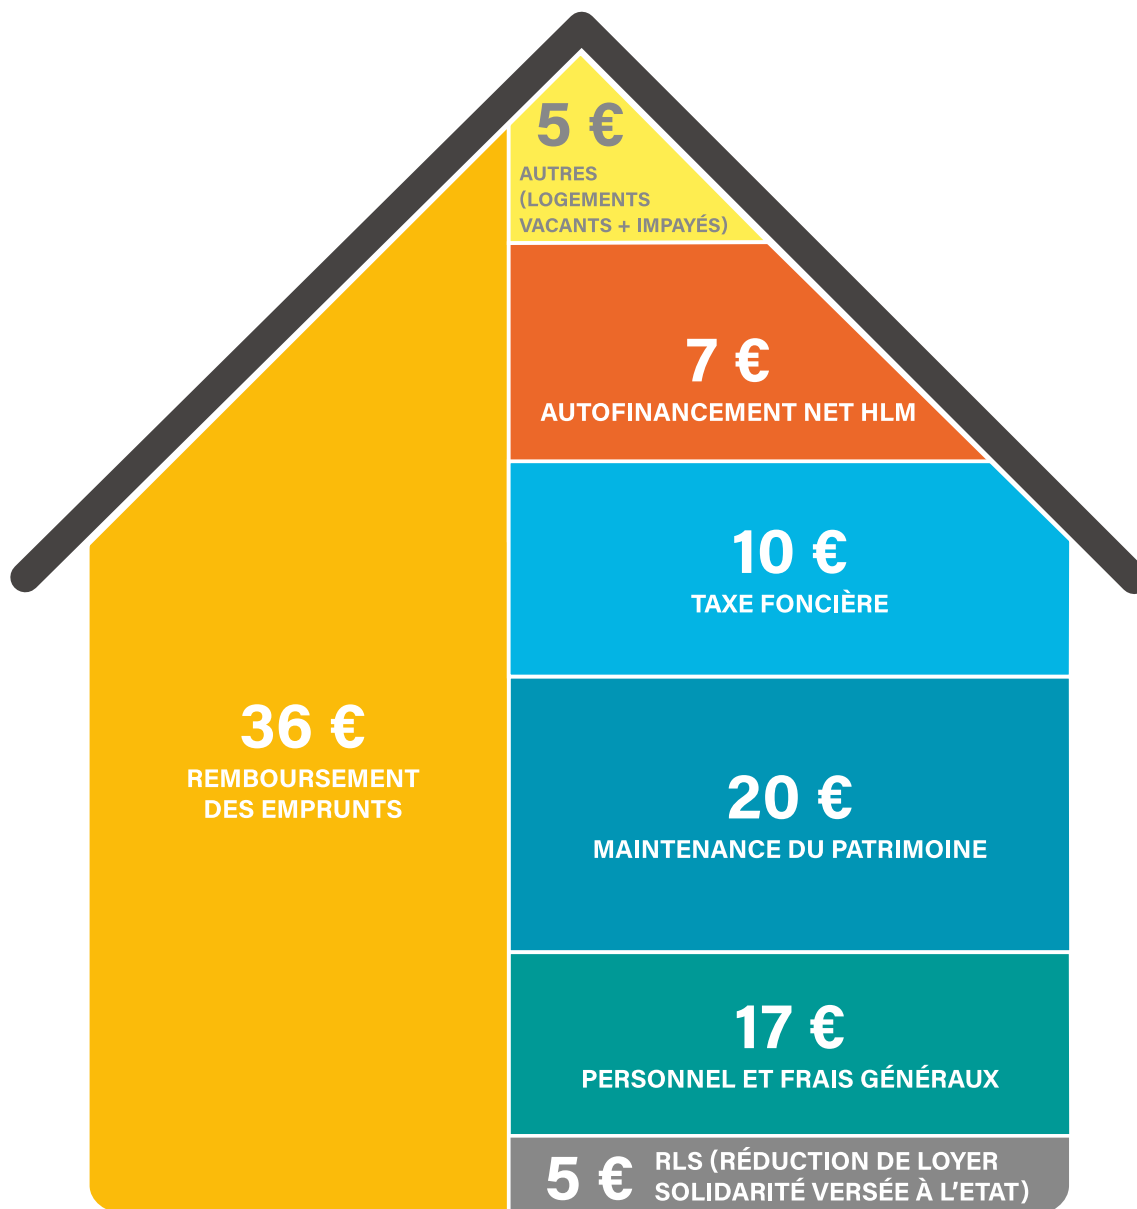 5 €
AUTRES
(LOGEMENTS
VACANTS + IMPAYÉS)
7 €
AUTOFINANCEMENT NET HLM
10 €
TAXE FONCIÈRE
36 €
REMBOURSEMENT
DES EMPRUNTS
20 €
MAINTENANCE DU PATRIMOINE
17 €
PERSONNEL ET FRAIS GÉNÉRAUX
5 €
RLS (RÉDUCTION DE LOYER
SOLIDARITÉ VERSÉE À L'ETAT)